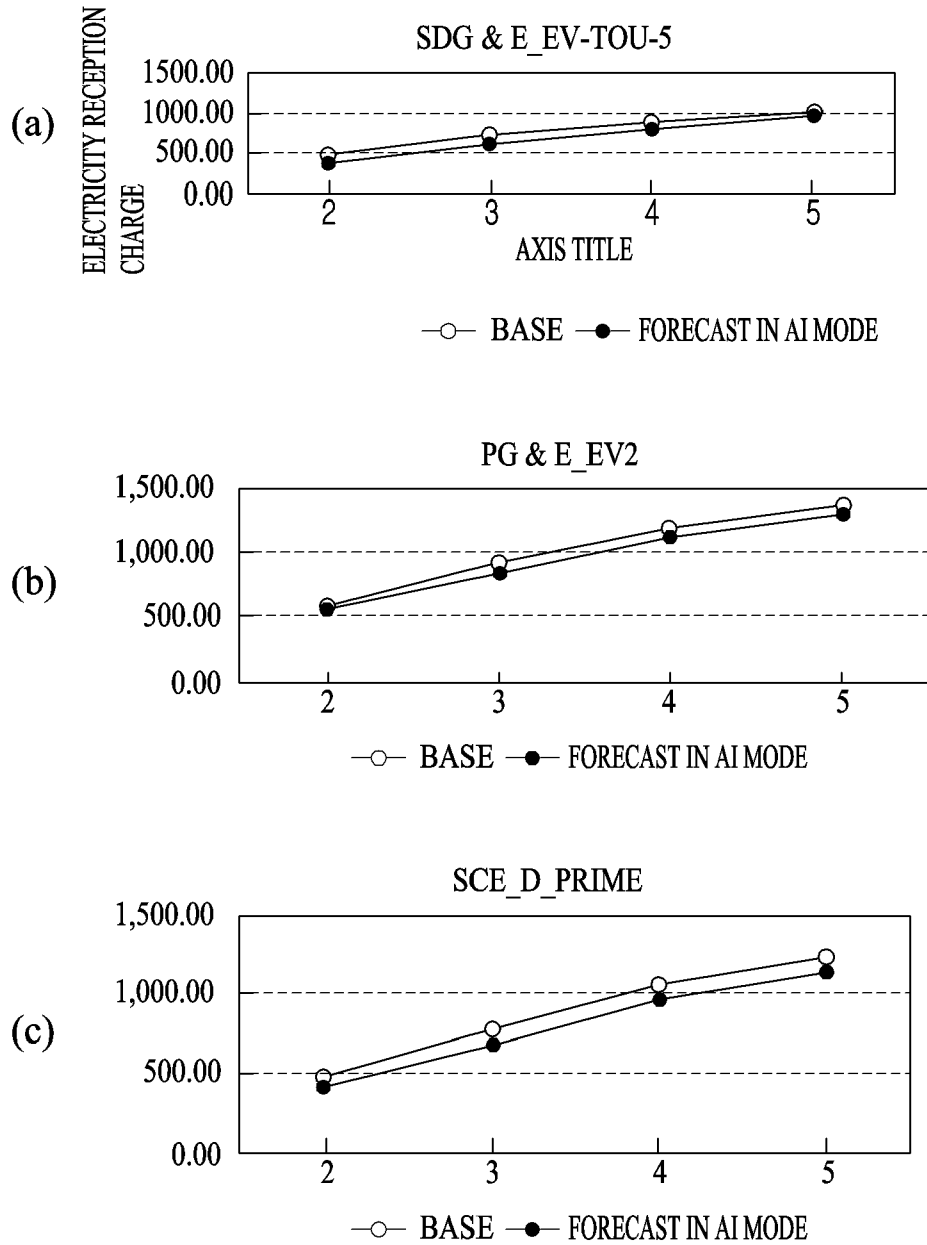 (a)
ELECTRICITY RECEPTION
CHARGE
SDG & E_EV-TOU-5
1500.00
1000.00
500.00
0.00
2 3 4 5
AXIS TITLE
BASE FORECAST IN AI MODE
(b)
PG & E_EV2
1,500.00
1,000.00
500.00
0.00
2 3 4 5
BASE FORECAST IN AI MODE
(c)
SCE_D_PRIME
1,500.00
1,000.00
500.00
0.00
2 3 4 5
BASE FORECAST IN AI MODE